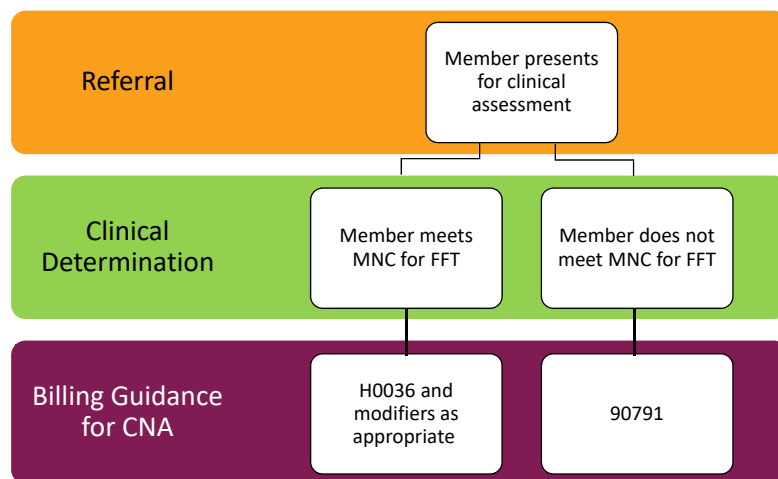 Referral
Member presents
for clinical
assessment
Clinical
Determination
Member meets
MNC for FFT
Member does not
meet MNC for FFT
Billing Guidance
for CNA
H0036 and
modifiers as
appropriate
90791